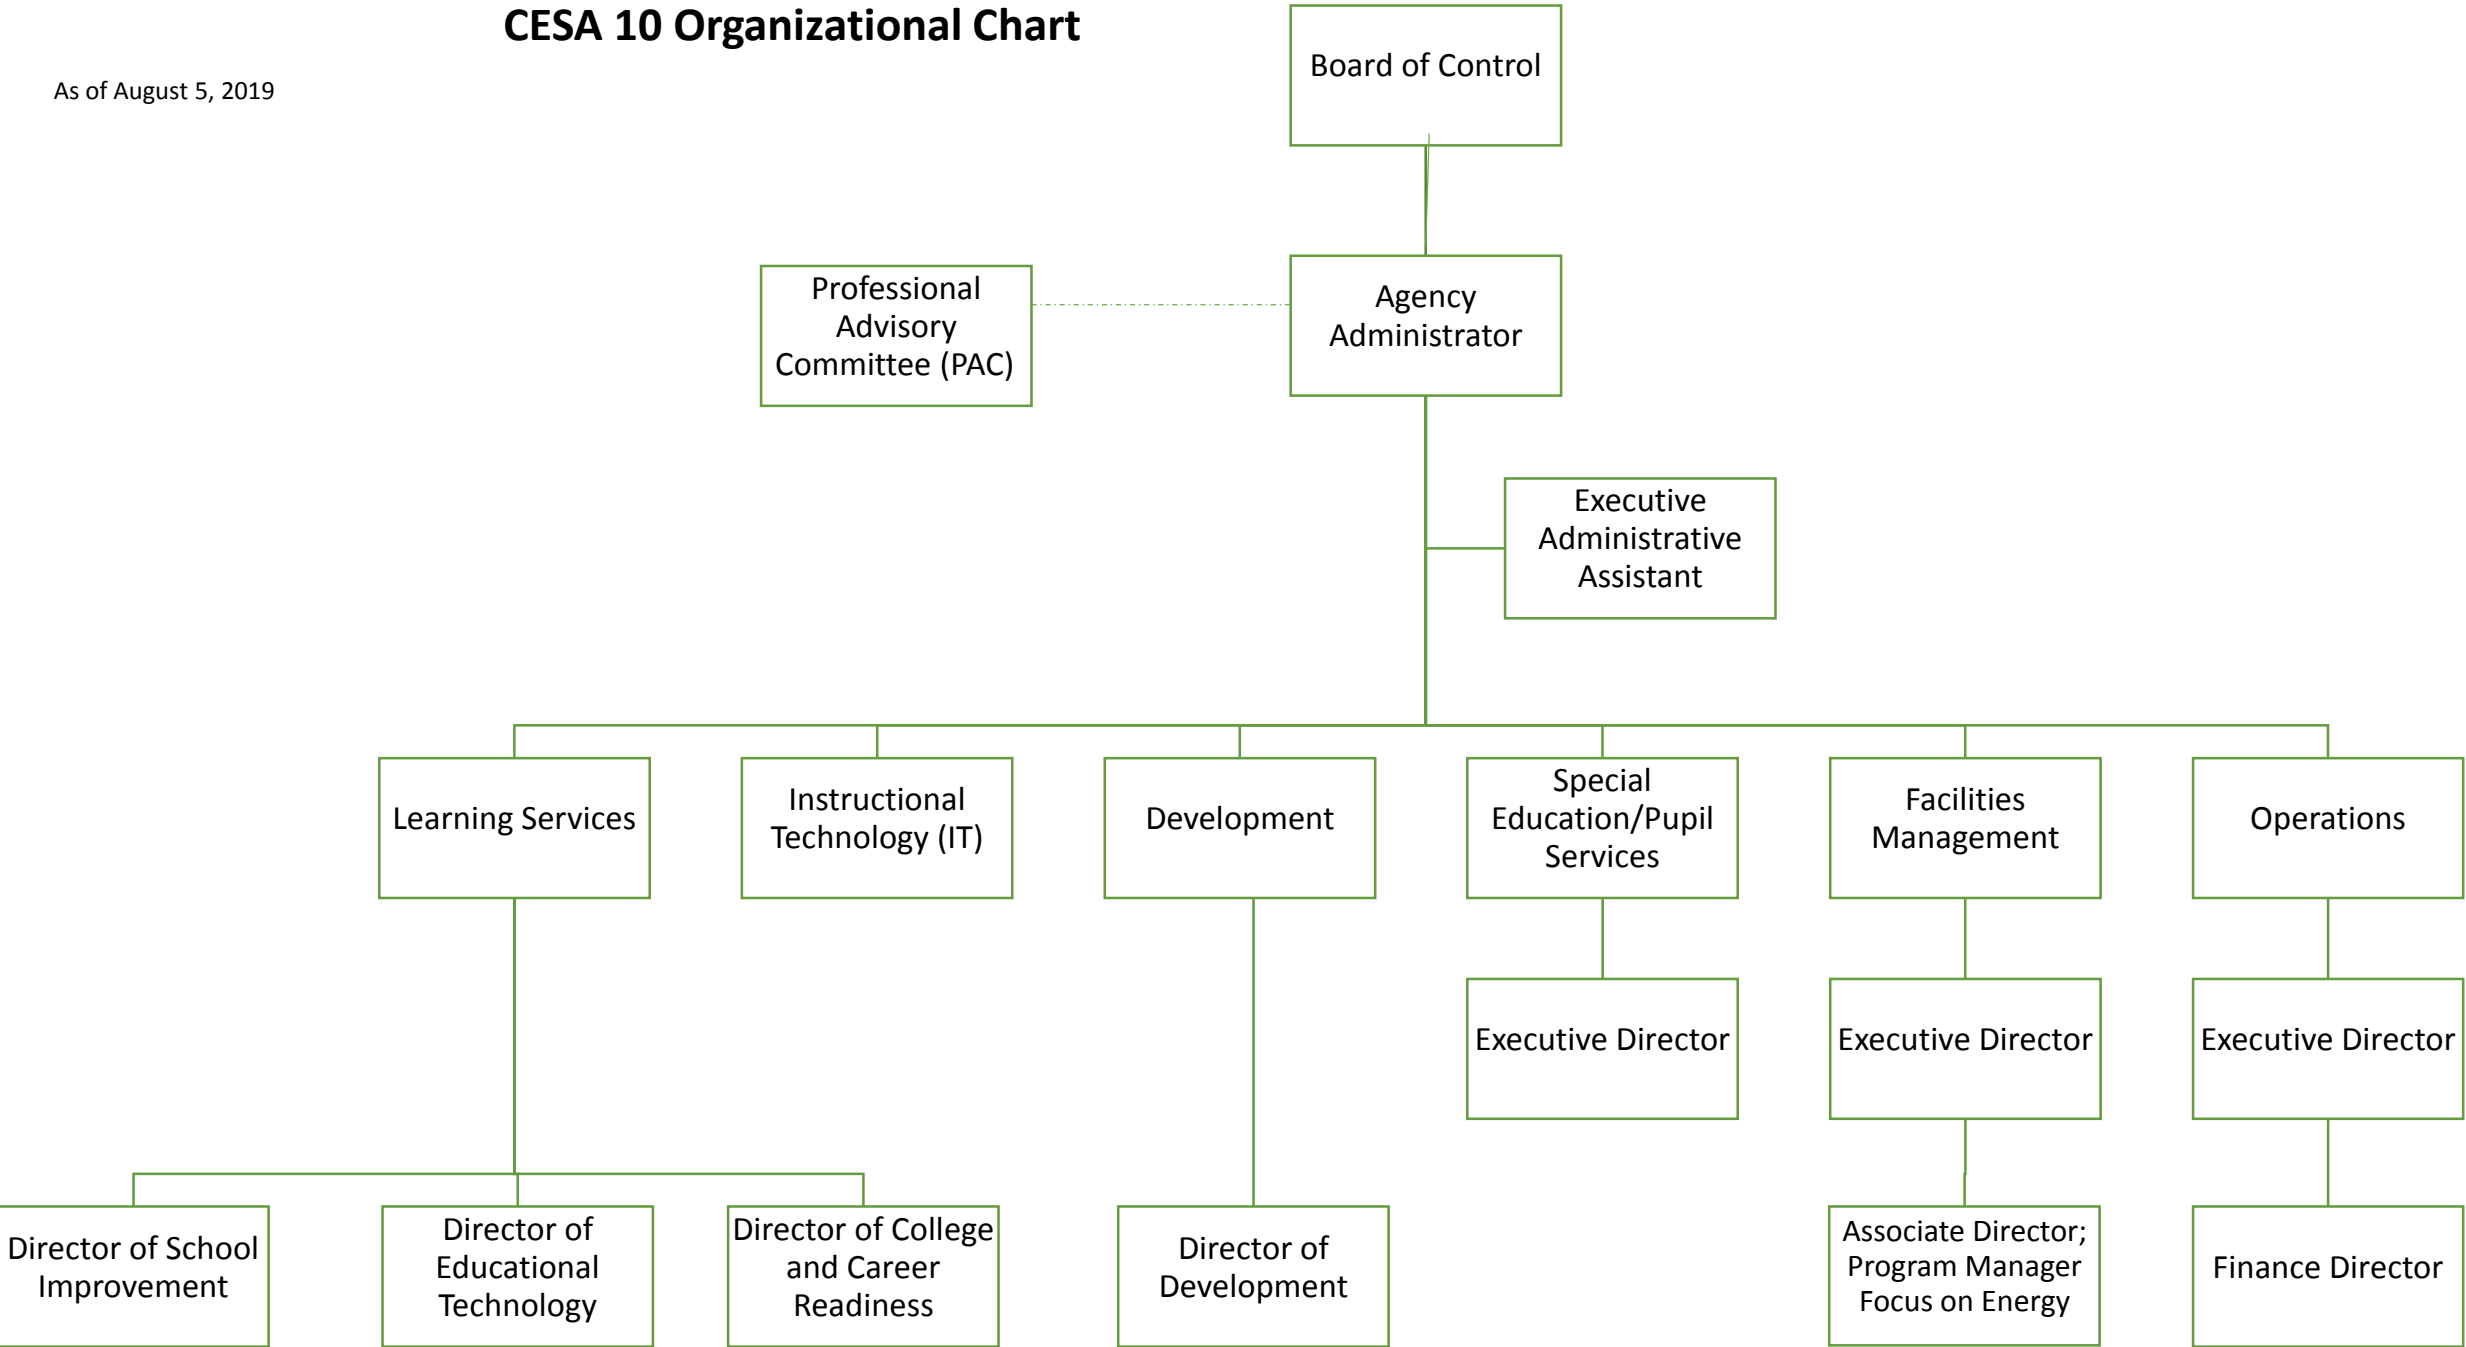 CESA 10 Organizational Chart
As of August 5, 2019
Board of Control
Professional
Advisory
Committee (PAC)
Agency
Administrator
Executive
Administrative
Assistant
Learning Services
Instructional
Technology (IT)
Development
Special
Education/Pupil
Services
Facilities
Management
Operations
Executive Director
Executive Director
Executive Director
Director of School
Improvement
Director of
Educational
Technology
Director of College
and Career
Readiness
Director of
Development
Associate Director;
Program Manager
Focus on Energy
Finance Director